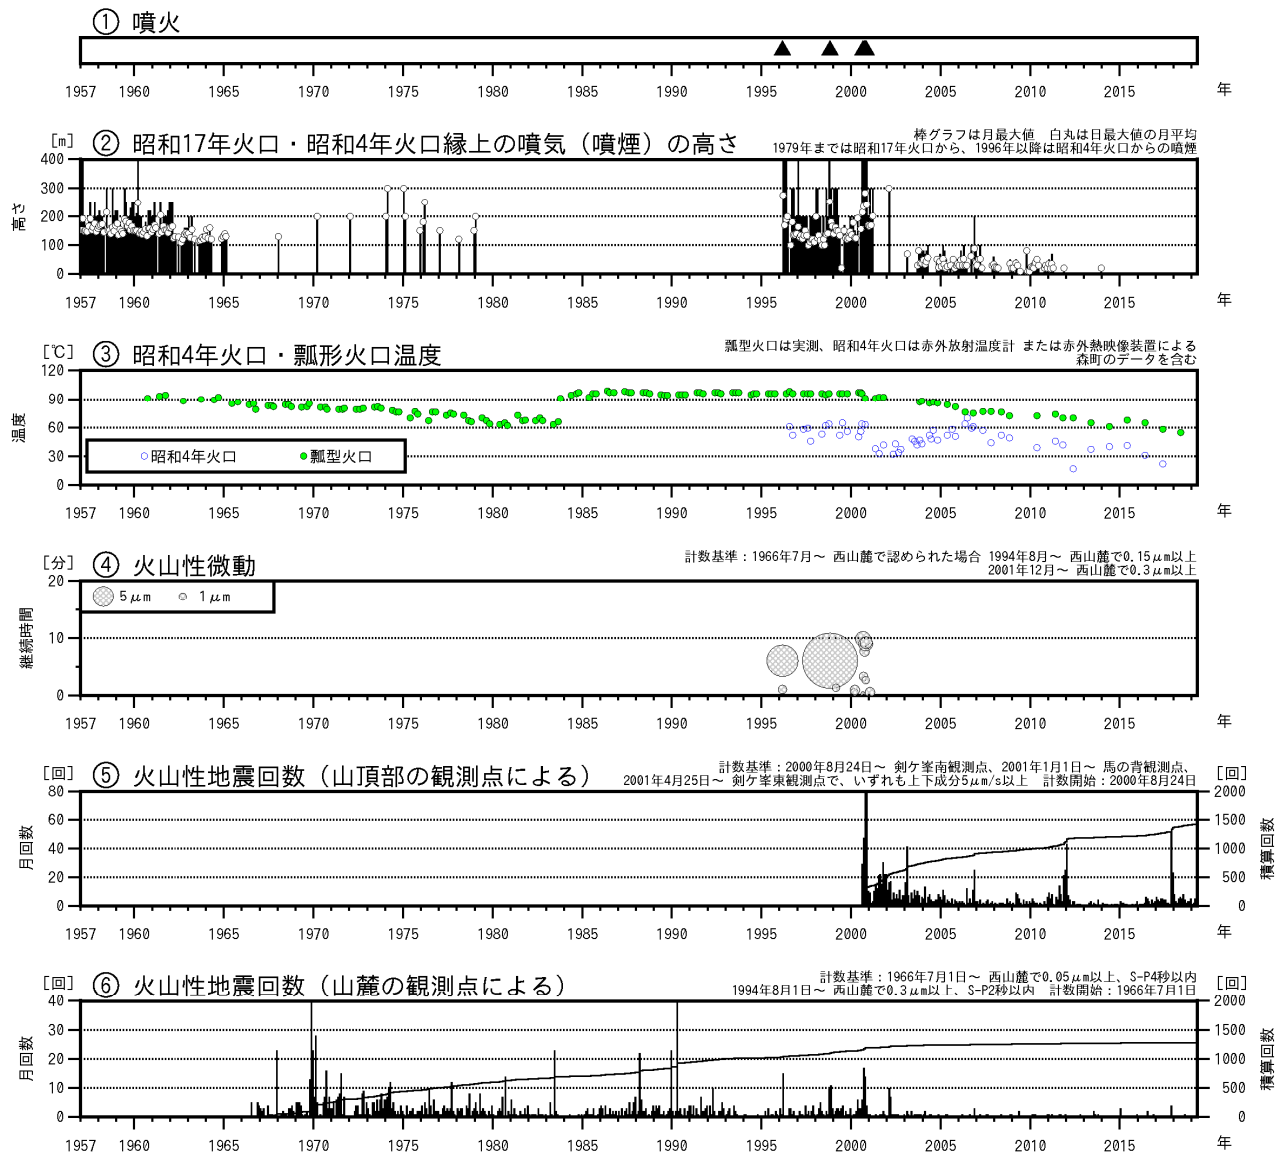 ① 噴火
1957 1960 1965 1970 1975 1980 1985 1990 1995 2000 2005 2010 2015 年
[m] ② 昭和17年火口・昭和4年火口縁上の噴気（噴煙）の高さ
棒グラフは月最大値　白丸は日最大値の月平均
1979年までは昭和17年火口から、1996年以降は昭和4年火口からの噴煙
高さ
400
300
200
100
0
1957 1960 1965 1970 1975 1980 1985 1990 1995 2000 2005 2010 2015 年
[℃] ③ 昭和4年火口・瓢形火口温度
瓢型火口は実測、昭和4年火口は赤外放射温度計 または赤外熱映像装置による
森町のデータを含む
温度
120
90
60
30
0
昭和4年火口 瓢型火口
1957 1960 1965 1970 1975 1980 1985 1990 1995 2000 2005 2010 2015 年
[分] ④ 火山性微動
計数基準：1966年7月～ 西山麓で認められた場合 1994年8月～ 西山麓で0.15μm以上
2001年12月～ 西山麓で0.3μm以上
継続時間
20
10
0
5μm 1μm
1957 1960 1965 1970 1975 1980 1985 1990 1995 2000 2005 2010 2015 年
[回] ⑤ 火山性地震回数（山頂部の観測点による） [回]
計数基準：2000年8月24日～ 剣ケ峯南観測点、2001年1月1日～ 馬の背観測点、
2001年4月25日～ 剣ケ峯東観測点で、いずれも上下成分5μm/s以上　計数開始：2000年8月24日
月回数
積算回数
80 2000
60 1500
40 1000
20 500
0 0
1957 1960 1965 1970 1975 1980 1985 1990 1995 2000 2005 2010 2015 年
[回] ⑥ 火山性地震回数（山麓の観測点による） [回]
計数基準：1966年7月1日～ 西山麓で0.05μm以上、S-P4秒以内
1994年8月1日～ 西山麓で0.3μm以上、S-P2秒以内　計数開始：1966年7月1日
月回数
積算回数
40 2000
30 1500
20 1000
10 500
0 0
1957 1960 1965 1970 1975 1980 1985 1990 1995 2000 2005 2010 2015 年